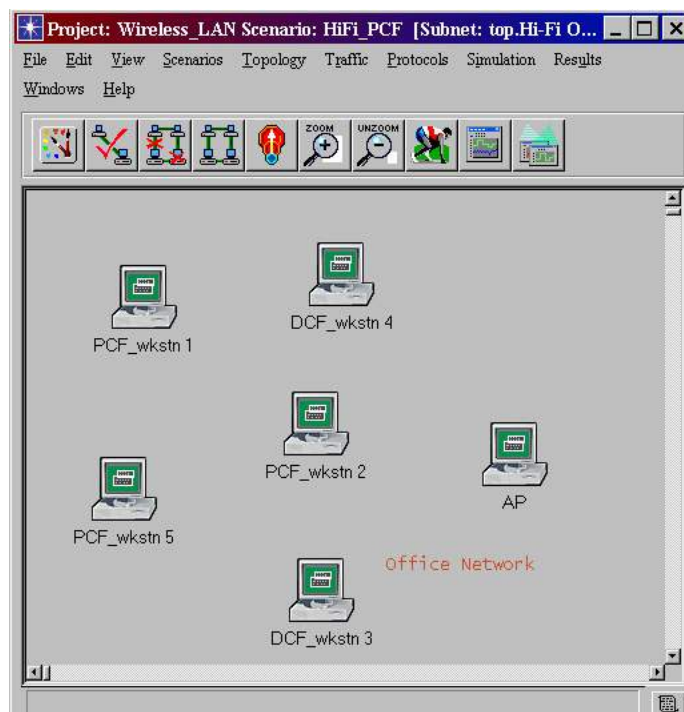 Project: Wireless_LAN Scenario: HiFi_PCF [Subnet: top.Hi-Fi O...
File Edit View Scenarios Topology Traffic Protocols Simulation Results
Windows Help
ZOOM UNZOOM
DCF_wkstn 4
PCF_wkstn 1
PCF_wkstn 2
AP
PCF_wkstn 5
Office Network
DCF_wkstn 3